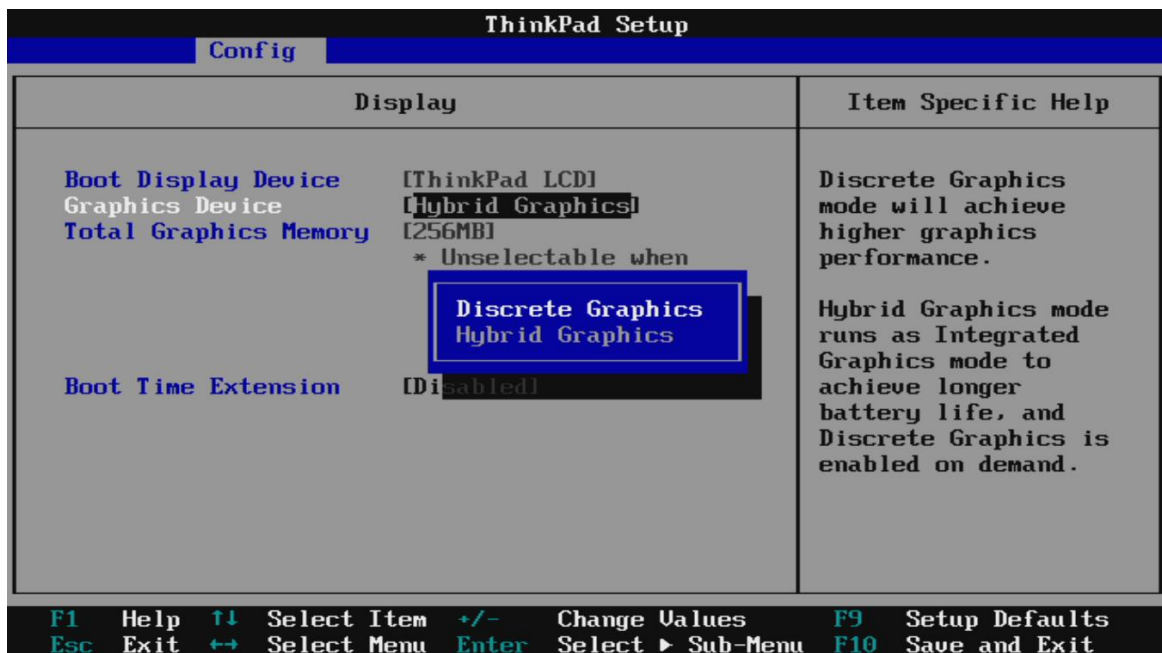 ThinkPad Setup
Config
Display
Item Specific Help
Boot Display Device [ThinkPad LCD]
Graphics Device [Hybrid Graphics]
Total Graphics Memory [256MB]
* Unselectable when
Discrete Graphics
Hybrid Graphics
Boot Time Extension [Disabled]
Discrete Graphics
mode will achieve
higher graphics
performance.
Hybrid Graphics mode
runs as Integrated
Graphics mode to
achieve longer
battery life, and
Discrete Graphics is
enabled on demand.
F1 Help ↑↓ Select Item +/- Change Values F9 Setup Defaults
Esc Exit ←→ Select Menu Enter Select ▶ Sub-Menu F10 Save and Exit